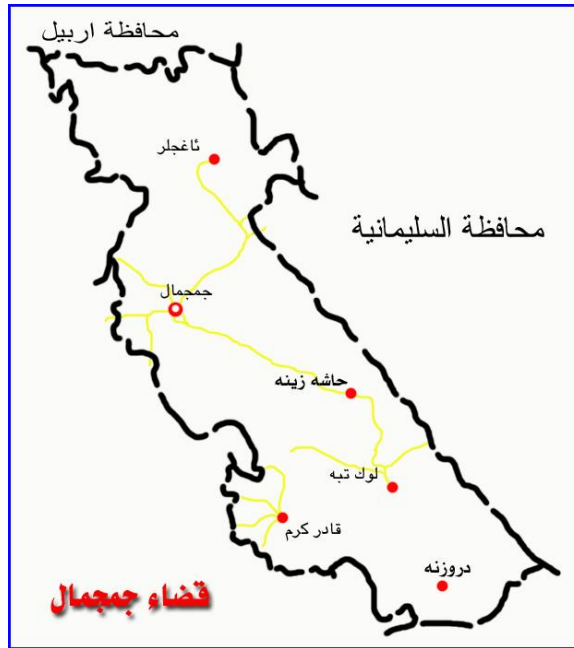 محافظة اربيل
ئاغجلر
محافظة السليمانية
جمجمال
حاشه زينه
لوك تبه
قادر كرم
دروزنه
قضاء جمجمال